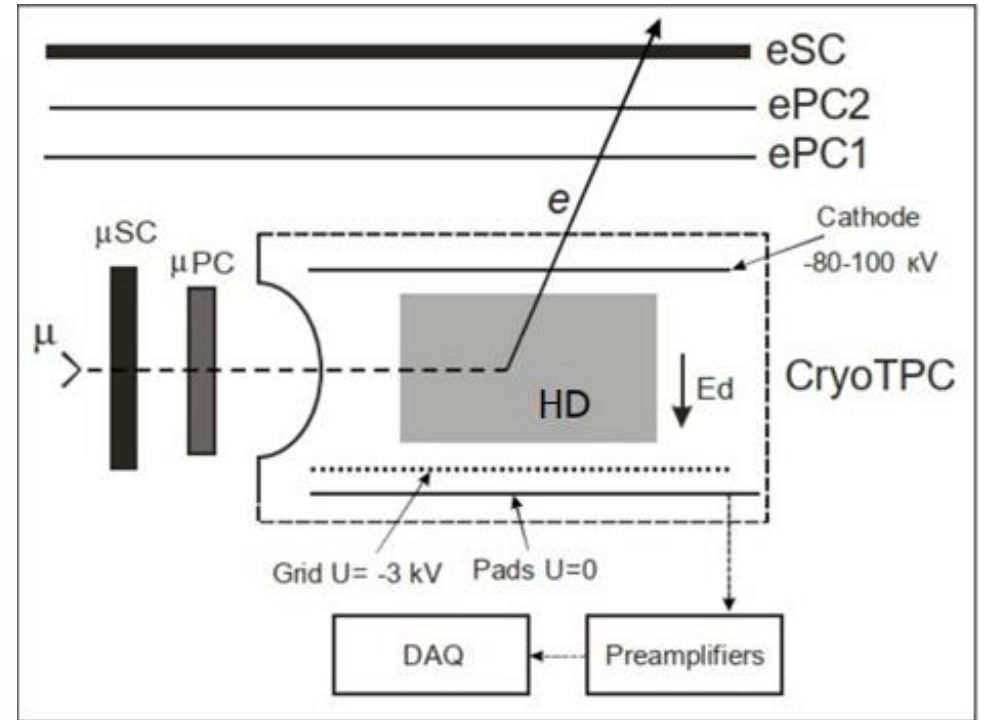 eSC
ePC2
ePC1
e
Cathode
-80-100 кV
μSC
μPC
μ
CryoTPC
Ed
HD
Grid U= -3 kV
Pads U=0
DAQ
Preamplifiers